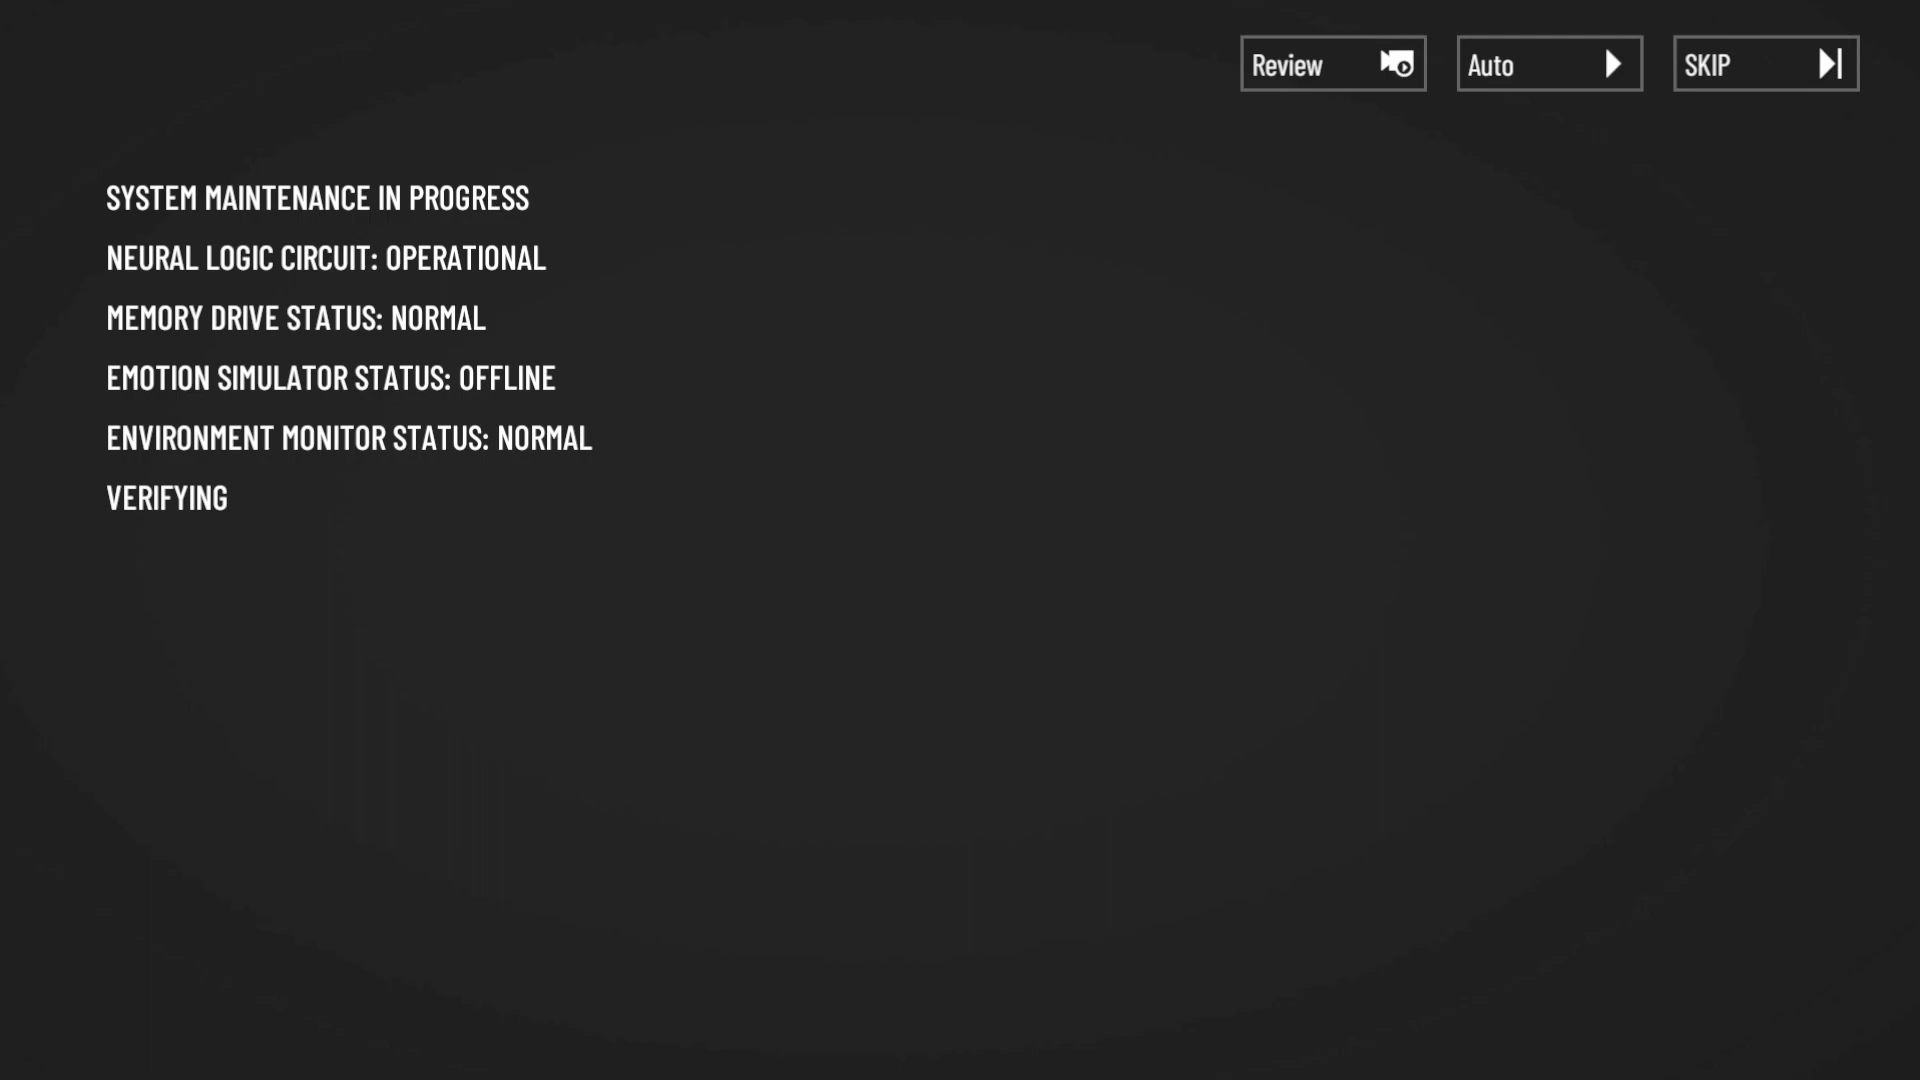 Review
Auto
SKIP
SYSTEM MAINTENANCE IN PROGRESS
NEURAL LOGIC CIRCUIT: OPERATIONAL
MEMORY DRIVE STATUS: NORMAL
EMOTION SIMULATOR STATUS: OFFLINE
ENVIRONMENT MONITOR STATUS: NORMAL
VERIFYING